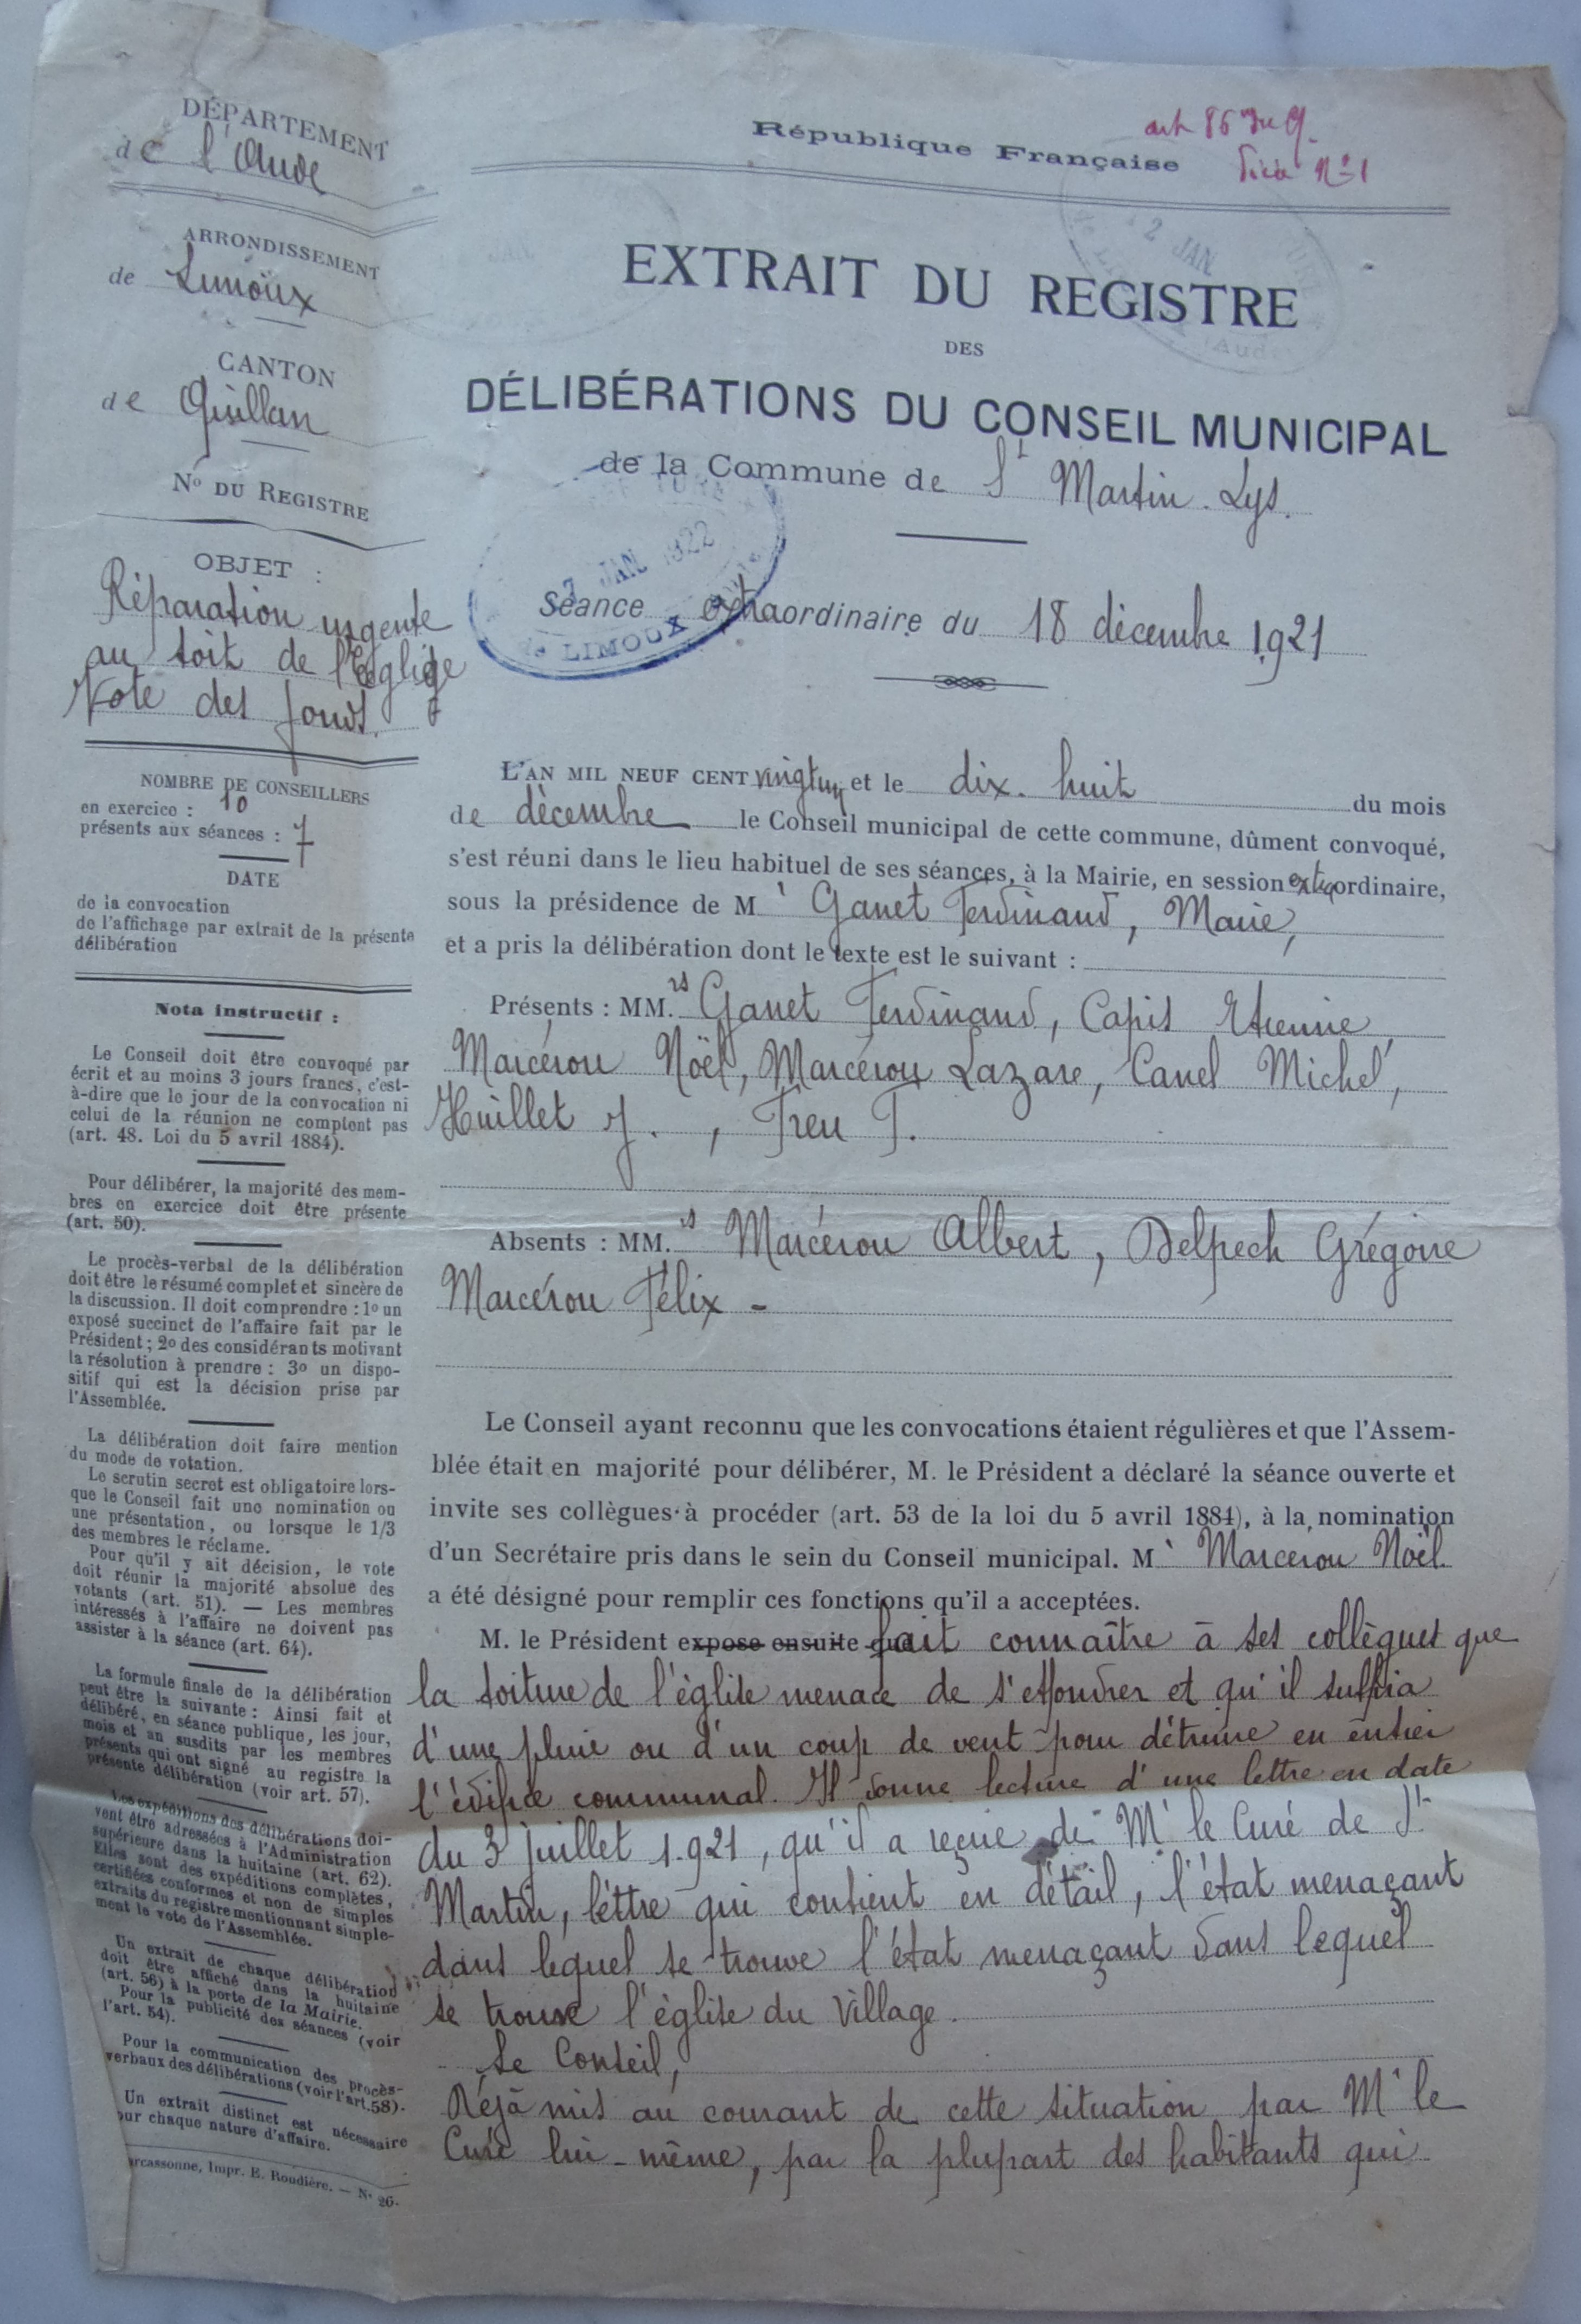 DÉPARTEMENT
de l'Aude
ARRONDISSEMENT
de Limoux
CANTON
de Quillan
No DU REGISTRE
OBJET :
Réparation urgente
au toit de l'Eglise
Vote des fonds.
NOMBRE DE CONSEILLERS
en exercice : 10
présents aux séances : 7
DATE
de la convocation
de l'affichage par extrait de la présente
délibération
Nota instructif :
Le Conseil doit être convoqué par
écrit et au moins 3 jours francs, c'est-
à-dire que le jour de la convocation ni
celui de la réunion ne comptent pas
(art. 48. Loi du 5 avril 1884).
Pour délibérer, la majorité des mem-
bres en exercice doit être présente
(art. 50).
Le procès-verbal de la délibération
doit être le résumé complet et sincère de
la discussion. Il doit comprendre : 1o un
exposé succinct de l'affaire fait par le
Président ; 2o des considérants motivant
la résolution à prendre : 3o un dispo-
sitif qui est la décision prise par
l'Assemblée.
La délibération doit faire mention
du mode de votation.
Le scrutin secret est obligatoire lors-
que le Conseil fait une nomination ou
une présentation, ou lorsque le 1/3
des membres le réclame.
Pour qu'il y ait décision, le vote
doit réunir la majorité absolue des
votants (art. 51). — Les membres
intéressés à l'affaire ne doivent pas
assister à la séance (art. 64).
La formule finale de la délibération
peut être la suivante : Ainsi fait et
délibéré, en séance publique, les jour,
mois et an susdits par les membres
présents qui ont signé au registre la
présente délibération (voir art. 57).
Les expéditions des délibérations doi-
vent être adressées à l'Administration
supérieure dans la huitaine (art. 62).
Elles sont des expéditions complètes,
certifiées conformes et non de simples
extraits du registre mentionnant simple-
ment le vote de l'Assemblée.
Un extrait de chaque délibération
doit être affiché dans la huitaine
(art. 56) à la porte de la Mairie.
Pour la publicité des séances (voir
l'art. 54).
Pour la communication des procès-
verbaux des délibérations (voir l'art. 58).
Un extrait distinct est nécessaire
our chaque nature d'affaire.
arcassonne, Impr. E. Roudière. — No 26.
République Française
art 86
No 1
2 JAN
(Aude)
EXTRAIT DU REGISTRE
DES
DÉLIBÉRATIONS DU CONSEIL MUNICIPAL
de la Commune de St Martin-Lys.
JAN 1922
LIMOUX
Séance extraordinaire du 18 décembre 1921
L'AN MIL NEUF CENT vingt un et le dix-huit du mois
de décembre le Conseil municipal de cette commune, dûment convoqué,
s'est réuni dans le lieu habituel de ses séances, à la Mairie, en session extraordinaire,
sous la présidence de Mr Ganet Ferdinand, Maire,
et a pris la délibération dont le texte est le suivant :
Présents : MM.rs Ganet Ferdinand, Capis Etienne,
Marcérou Noël, Marcérou Lazare, Canel Michel,
Huillet J., Treu T.
Absents : MM.rs Marcérou Albert, Delpech Grégoire
Marcérou Félix -
Le Conseil ayant reconnu que les convocations étaient régulières et que l'Assem-
blée était en majorité pour délibérer, M. le Président a déclaré la séance ouverte et
invite ses collègues à procéder (art. 53 de la loi du 5 avril 1884), à la nomination
d'un Secrétaire pris dans le sein du Conseil municipal. Mr Marcérou Noël
a été désigné pour remplir ces fonctions qu'il a acceptées.
M. le Président expose ensuite que fait connaître à ses collègues que
la toiture de l'église menace de s'effondrer et qu'il suffira
d'une pluie ou d'un coup de vent pour détruire en entier
l'édifice communal. Il donne lecture d'une lettre en date
du 3 juillet 1921, qu'il a reçue de Mr le Curé de St
Martin, lettre qui contient en détail, l'état menaçant
dans lequel se trouve l'état menaçant dans lequel
se trouve l'église du Village.
Le Conseil,
Déjà mis au courant de cette situation par Mr le
Curé lui-même, par la plupart des habitants qui